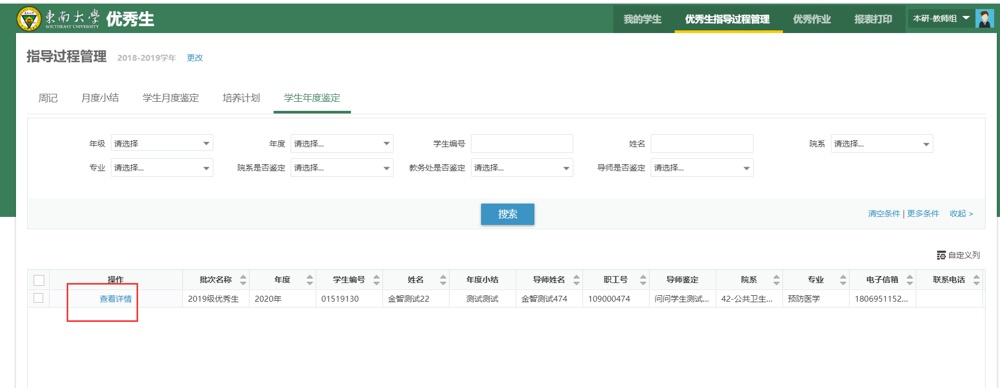 東南大學 优秀生 我的学生 优秀生指导过程管理 优秀作业 报表打印 本研-教师组
SOUTHEAST UNIVERSITY
指导过程管理 2018-2019学年 更改
周记 月度小结 学生月度鉴定 培养计划 学生年度鉴定
年级 请选择 年度 请选择... 学生编号 姓名 院系 请选择...
专业 请选择... 院系是否鉴定 请选择... 教务处是否鉴定 请选择... 导师是否鉴定 请选择...
搜索 清空条件 | 更多条件 收起 >
自定义列
操作 批次名称 年度 学生编号 姓名 年度小结 导师姓名 职工号 导师鉴定 院系 专业 电子信箱 联系电话
查看详情 2019级优秀生 2020年 01519130 金智测试22 测试测试 金智测试474 109000474 问问学生测试... 42-公共卫生... 预防医学 1806951152...